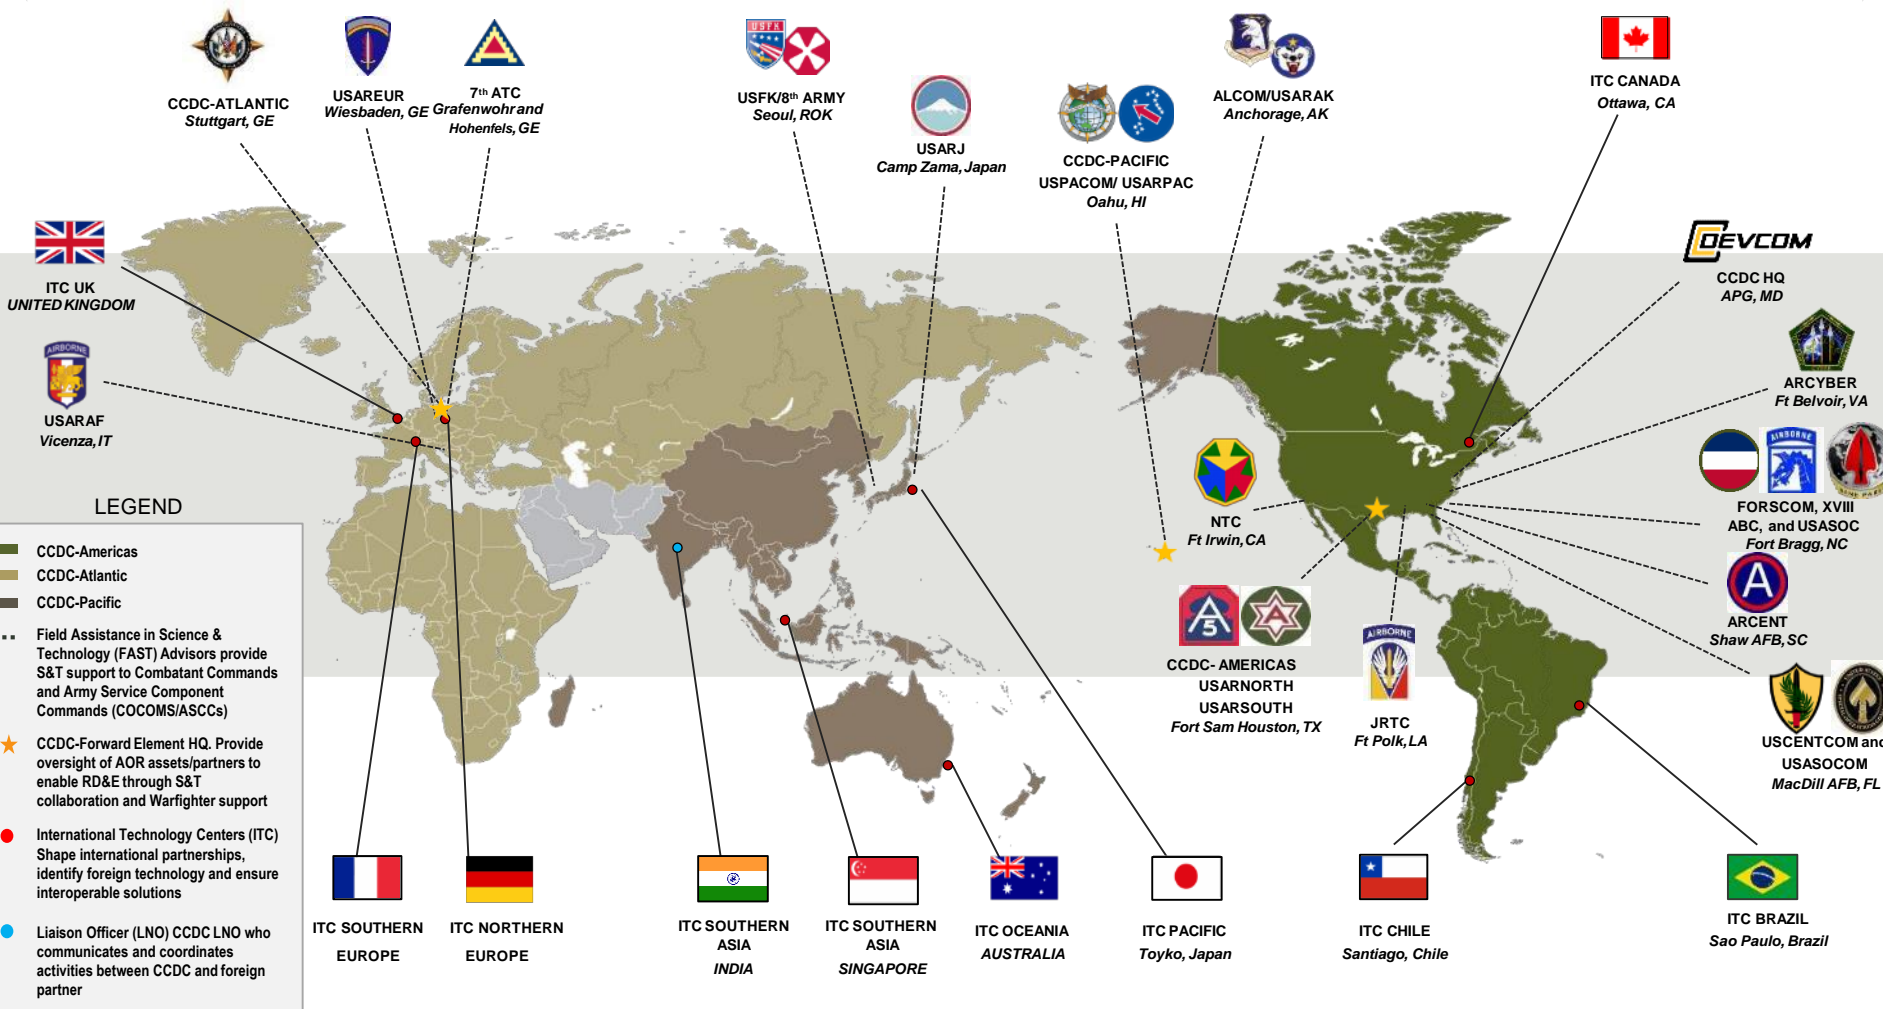 CCDC-ATLANTIC
Stuttgart, GE
USAREUR
Wiesbaden, GE
7th ATC
Grafenwohr and
Hohenfels, GE
USFK
USFK/8th ARMY
Seoul, ROK
USARJ
Camp Zama, Japan
CCDC-PACIFIC
USPACOM/ USARPAC
Oahu, HI
ALCOM/USARAK
Anchorage, AK
ITC CANADA
Ottawa, CA
ITC UK
UNITED KINGDOM
DEVCOM
CCDC HQ
APG, MD
AIRBORNE
USARAF
Vicenza, IT
ARCYBER
Ft Belvoir, VA
AIRBORNE
FORSCOM, XVIII
ABC, and USASOC
Fort Bragg, NC
NTC
Ft Irwin, CA
A
ARCENT
Shaw AFB, SC
A
5
A
CCDC- AMERICAS
USARNORTH
USARSOUTH
Fort Sam Houston, TX
AIRBORNE
JRTC
Ft Polk, LA
USCENTCOM and
USASOCOM
MacDill AFB, FL
LEGEND
CCDC-Americas
CCDC-Atlantic
CCDC-Pacific
Field Assistance in Science &
Technology (FAST) Advisors provide
S&T support to Combatant Commands
and Army Service Component
Commands (COCOMS/ASCCs)
CCDC-Forward Element HQ. Provide
oversight of AOR assets/partners to
enable RD&E through S&T
collaboration and Warfighter support
International Technology Centers (ITC)
Shape international partnerships,
identify foreign technology and ensure
interoperable solutions
Liaison Officer (LNO) CCDC LNO who
communicates and coordinates
activities between CCDC and foreign
partner
ITC SOUTHERN
EUROPE
ITC NORTHERN
EUROPE
ITC SOUTHERN
ASIA
INDIA
ITC SOUTHERN
ASIA
SINGAPORE
ITC OCEANIA
AUSTRALIA
ITC PACIFIC
Toyko, Japan
ITC CHILE
Santiago, Chile
ITC BRAZIL
Sao Paulo, Brazil